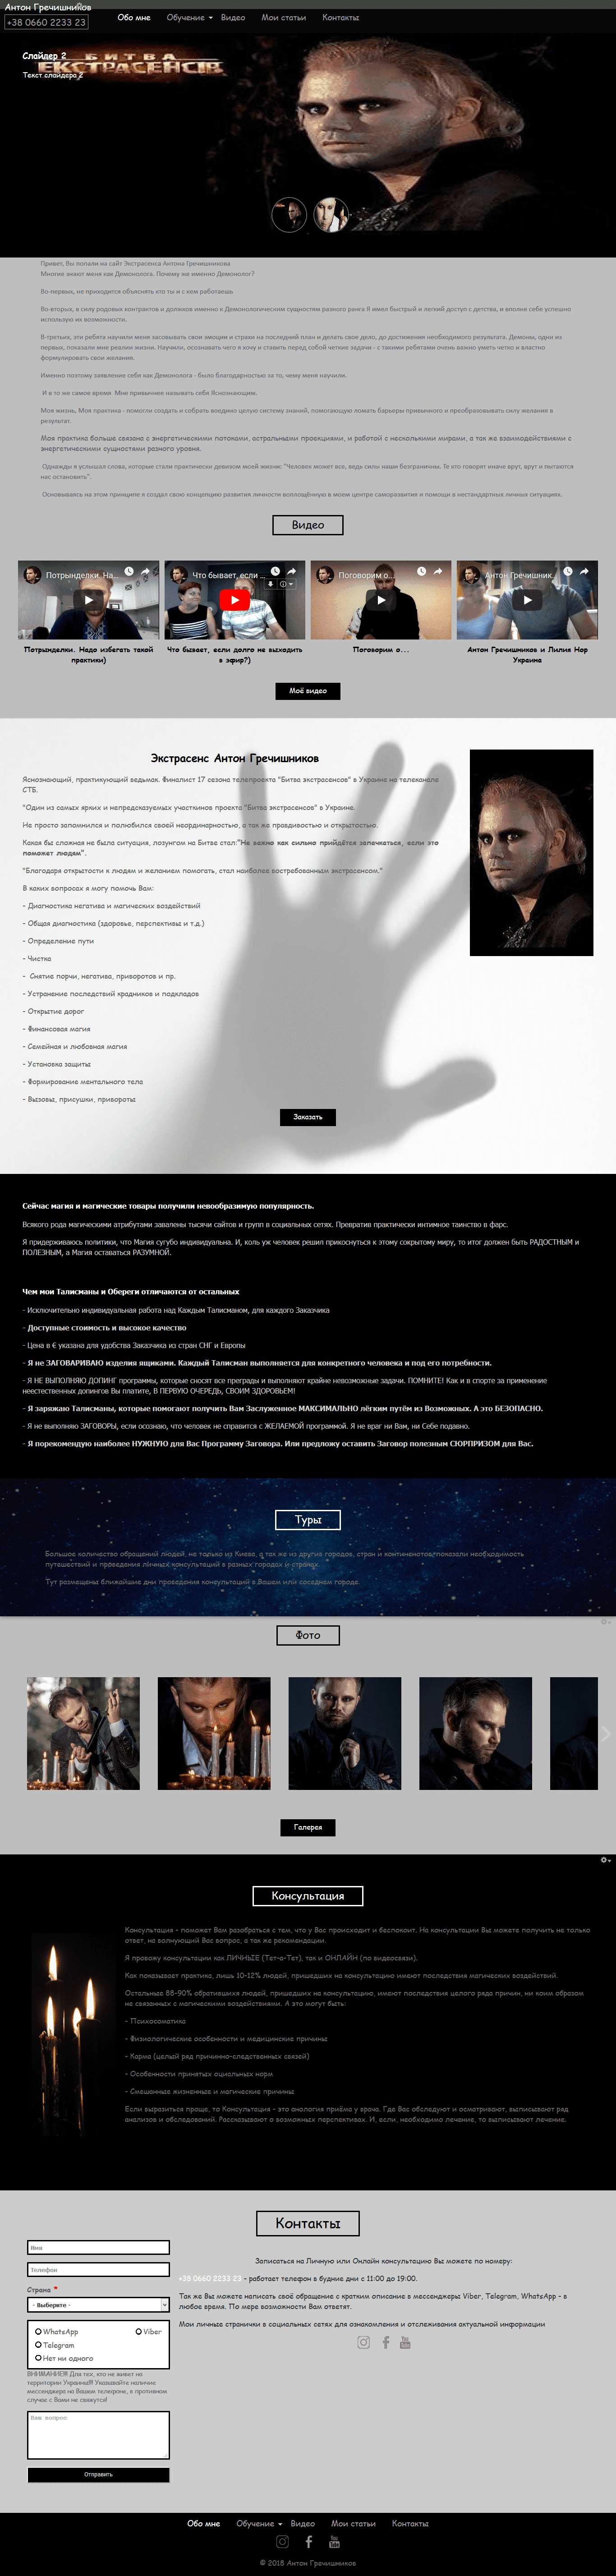 Антон Гречишников
+38 0660 2233 23
Обо мне Обучение Видео Мои статьи Контакты
БИТВА
ЭКСТРАСЕНСОВ
Слайдер 2
Текст слайдера 2
Привет, Вы попали на сайт Экстрасенса Антона Гречишникова
Многие знают меня как Демонолога. Почему же именно Демонолог?
Во-первых, не приходится объяснять кто ты и с кем работаешь
Во-вторых, в силу родовых контрактов и долгов именно к Демонологическим сущностям разного ранга Я имел быстрый и легкий доступ с детства, и вполне себе успешно
использую их возможности.
В-третьих, эти ребята научили меня засовывать свои эмоции и страхи на последний план и делать свое дело, до достижения необходимого результата. Демоны, одни из
первых, показали мне реалии жизни. Научили, осознавать чего я хочу и ставить перед собой четкие задачи - с такими ребятами очень важно уметь четко и властно
формулировать свои желания.
Именно поэтому заявление себя как Демонолога - было благодарностью за то, чему меня научили.
И в то же самое время Мне привычнее называть себя Яснознающим.
Моя жизнь, Моя практика - помогли создать и собрать воедино целую систему знаний, помогающую ломать барьеры привычного и преобразовывать силу желания в
результат.
Моя практика больше связана с энергетическими потоками, астральными проекциями, и работой с несколькими мирами, а так же взаимодействиями с
энергетическими сущностями разного уровня.
Однажды я услышал слова, которые стали практически девизом моей жизни: "Человек может все, ведь силы наши безграничны. Те кто говорят иначе врут, врут и пытаются
нас остановить".
Основываясь на этом принципе я создал свою концепцию развития личности воплощённую в моем центре саморазвития и помощи в нестандартных личных ситуациях.
Видео
Потрынделки. На...
Что бывает, если ...
Поговорим о...
Антон Гречишник...
Потрынделки. Надо избегать такой
практики)
Что бывает, если долго не выходить
в эфир?)
Поговорим о...
Антон Гречишников и Лилия Нор
Украина
Моё видео
Экстрасенс Антон Гречишников
Яснознающий, практикующий ведьмак. Финалист 17 сезона телепроекта "Битва экстрасенсов" в Украине на телеканале
СТБ.
"Один из самых ярких и непредсказуемых участников проекта "Битва экстрасенсов" в Украине.
Не просто запомнился и полюбился своей неординарностью, а так же правдивостью и открытостью.
Какая бы сложная не была ситуация, лозунгом на Битве стал:"Не важно как сильно прийдётся запечкаться, если это
поможет людям".
"Благодаря открытости к людям и желанием помогать, стал наиболее востребованным экстрасенсом."
В каких вопросах я могу помочь Вам:
- Диагностика негатива и магических воздействий
- Общая диагностика (здоровье, перспективы и т.д.)
- Определение пути
- Чистка
- Снятие порчи, негатива, приворотов и пр.
- Устранение последствий крадников и подкладов
- Открытие дорог
- Финансовая магия
- Семейная и любовная магия
- Установка защиты
- Формирование ментального тела
- Вызовы, присушки, привороты
Заказать
Сейчас магия и магические товары получили невообразимую популярность.
Всякого рода магическими атрибутами завалены тысячи сайтов и групп в социальных сетях. Превратив практически интимное таинство в фарс.
Я придерживаюсь политики, что Магия сугубо индивидуальна. И, коль уж человек решил прикоснуться к этому сокрытому миру, то итог должен быть РАДОСТНЫМ и
ПОЛЕЗНЫМ, а Магия оставаться РАЗУМНОЙ.
Чем мои Талисманы и Обереги отличаются от остальных
- Исключительно индивидуальная работа над Каждым Талисманом, для каждого Заказчика
- Доступные стоимость и высокое качество
- Цена в € указана для удобства Заказчика из стран СНГ и Европы
- Я не ЗАГОВАРИВАЮ изделия ящиками. Каждый Талисман выполняется для конкретного человека и под его потребности.
- Я НЕ ВЫПОЛНЯЮ ДОПИНГ программы, которые сносят все преграды и выполняют крайне невозможные задачи. ПОМНИТЕ! Как и в спорте за применение
неестественных допингов Вы платите, В ПЕРВУЮ ОЧЕРЕДЬ, СВОИМ ЗДОРОВЬЕМ!
- Я заряжаю Талисманы, которые помогают получить Вам Заслуженное МАКСИМАЛЬНО лёгким путём из Возможных. А это БЕЗОПАСНО.
- Я не выполняю ЗАГОВОРЫ, если осознаю, что человек не справится с ЖЕЛАЕМОЙ программой. Я не враг ни Вам, ни Себе подавно.
- Я порекомендую наиболее НУЖНУЮ для Вас Программу Заговора. Или предложу оставить Заговор полезным СЮРПРИЗОМ для Вас.
Туры
Большое количество обращений людей, не только из Киева, а так же из других городов, стран и континентов, показали необходимость
путешествий и проведения личных консультаций в разных городах и странах.
Тут размещены ближайшие дни проведения консультаций в Вашем или соседнем городе.
Фото
Галерея
Консультация
Консультация - поможет Вам разобраться с тем, что у Вас происходит и беспокоит. На консультации Вы можете получить не только
ответ, на волнующий Вас вопрос, а так же рекомендации.
Я провожу консультации как ЛИЧНЫЕ (Тет-а-Тет), так и ОНЛАЙН (по видеосвязи).
Как показывает практика, лишь 10-12% людей, пришедших на консультацию имеют последствия магических воздействий.
Остальные 88-90% обратившихся людей, пришедших на консультацию, имеют последствия целого ряда причин, ни коим образом
не связанных с магическими воздействиями. А это могут быть:
- Психосоматика
- Физиологические особенности и медицинские причины
- Карма (целый ряд причинно-следственных связей)
- Особенности принятых социальных норм
- Смешанные жизненные и магические причины
Если выразиться проще, то Консультация - это аналогия приёма у врача. Где Вас обследуют и осматривают, выписывают ряд
анализов и обследований. Рассказывают о возможных перспективах. И, если, необходимо лечение, то выписывают лечение.
Контакты
Имя
Телефон
Страна *
- Выберите -
WhatsApp Viber
Telegram
Нет ни одного
ВНИМАНИЕ!!! Для тех, кто не живет на
территории Украины!!! Указывайте наличие
мессенджера на Вашем телефоне, в противном
случае с Вами не свяжутся!
Ваш вопрос
Отправить
Записаться на Личную или Онлайн консультацию Вы можете по номеру:
+38 0660 2233 23 - работает телефон в будние дни с 11:00 до 19:00.
Так же Вы можете написать своё обращение с кратким описание в мессенджеры Viber, Telegram, WhatsApp - в
любое время. По мере возможности Вам ответят.
Мои личные странички в социальных сетях для ознакомления и отслеживания актуальной информации
Обо мне Обучение Видео Мои статьи Контакты
© 2018 Антон Гречишников